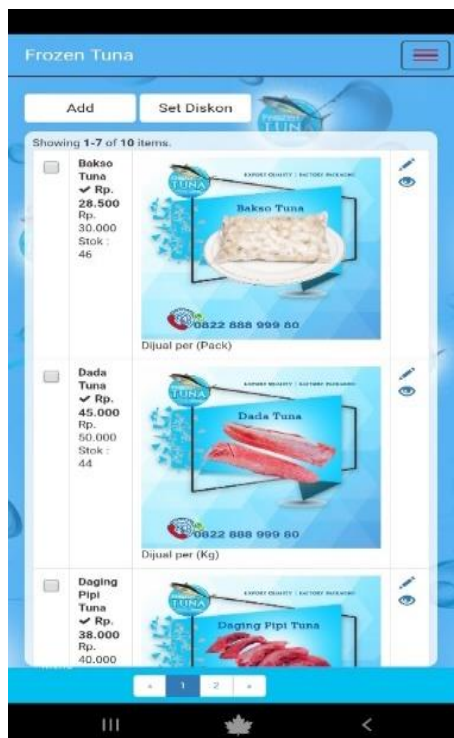 Frozen Tuna
Add
Set Diskon
FROZEN
TUNA
Showing 1-7 of 10 items.
Bakso
Tuna
✔ Rp.
28.500
Rp.
30.000
Stok :
46
TUNA
EXPORT QUALITY | FACTORY PACKAGING
Bakso Tuna
0822 888 999 80
Dijual per (Pack)
Dada
Tuna
✔ Rp.
45.000
Rp.
50.000
Stok :
44
TUNA
EXPORT QUALITY | FACTORY PACKAGING
Dada Tuna
0822 888 999 80
Dijual per (Kg)
Daging
Pipi
Tuna
✔ Rp.
38.000
Rp.
40.000
TUNA
EXPORT QUALITY | FACTORY PACKAGING
Daging Pipi Tuna
« 1 2 »